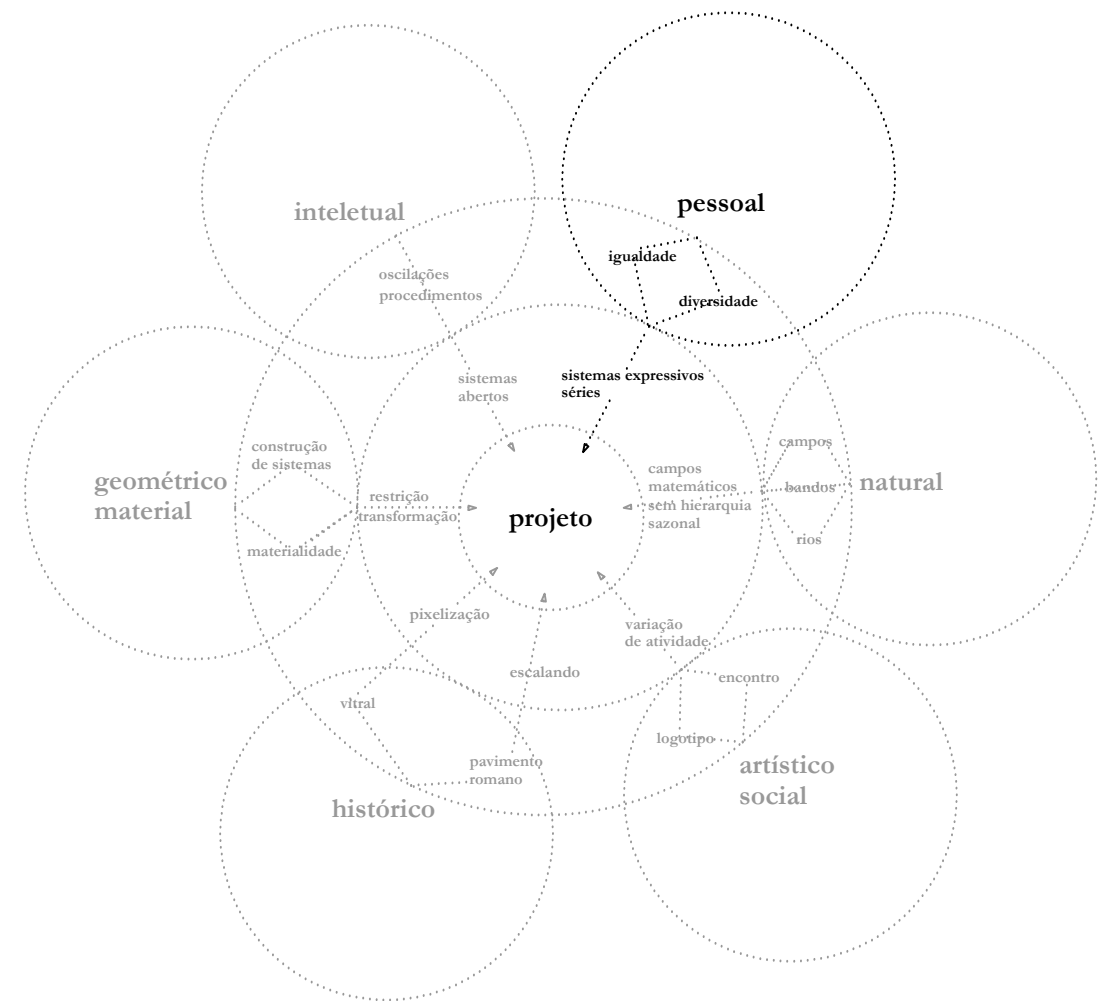 inteletual
oscilações
procedimentos
sistemas
abertos
pessoal
igualdade
diversidade
sistemas expressivos
séries
geométrico
material
construção
de sistemas
materialidade
restrição
transformação
projeto
campos
matemáticos
sem hierarquia
sazonal
campos
bandos
rios
natural
pixelização
vitral
escalando
pavimento
romano
histórico
variação
de atividade
encontro
logotipo
artístico
social